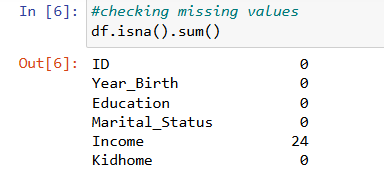 In [6]: #checking missing values
df.isna().sum()
Out[6]: ID 0
Year_Birth 0
Education 0
Marital_Status 0
Income 24
Kidhome 0